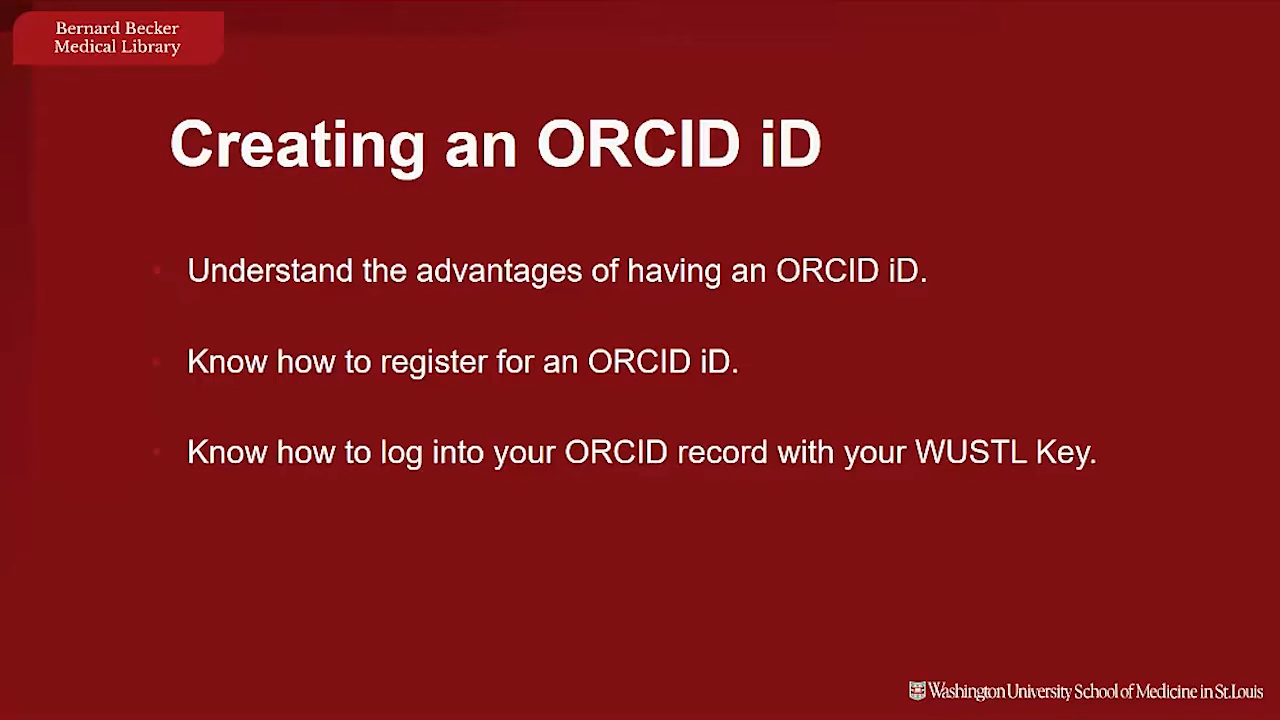 Bernard Becker
Medical Library
Creating an ORCID iD
Understand the advantages of having an ORCID iD.
Know how to register for an ORCID iD.
Know how to log into your ORCID record with your WUSTL Key.
Washington University School of Medicine in St. Louis